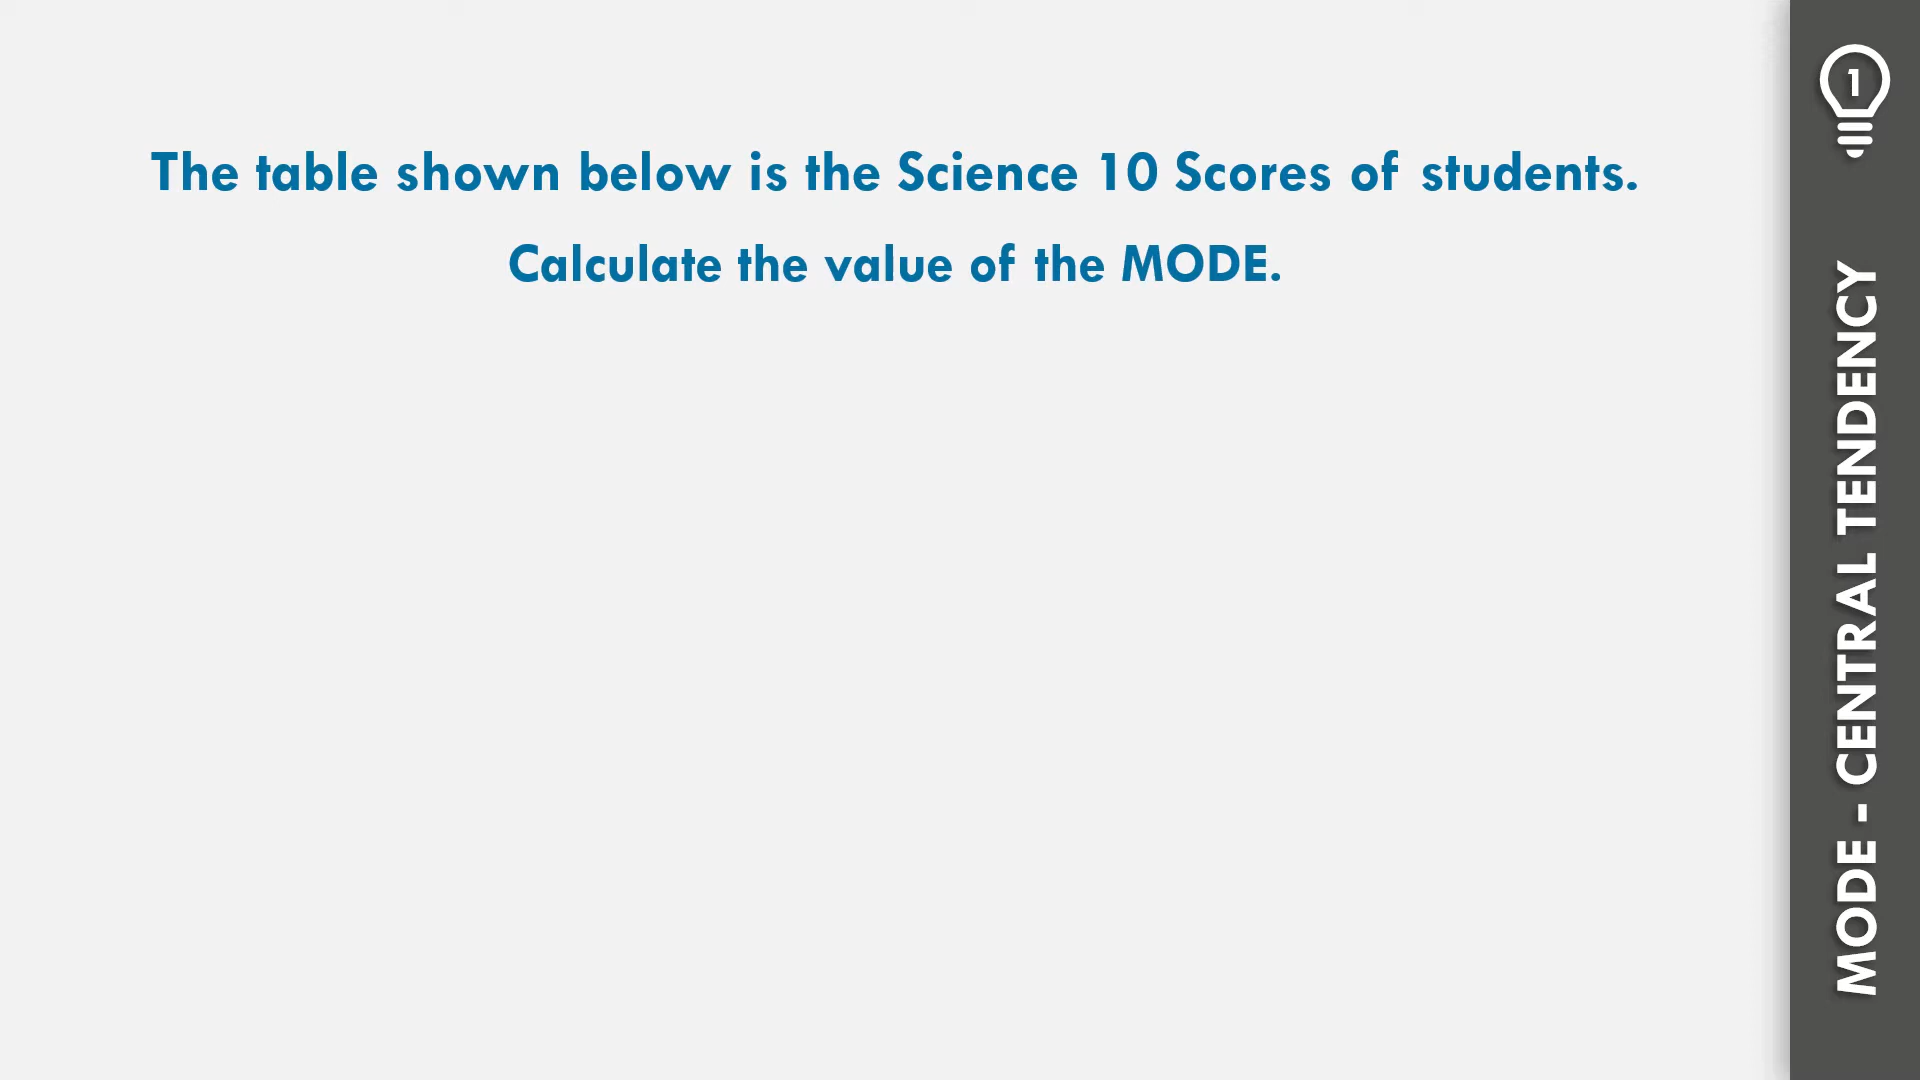 The table shown below is the Science 10 Scores of students.
Calculate the value of the MODE.
1
MODE - CENTRAL TENDENCY